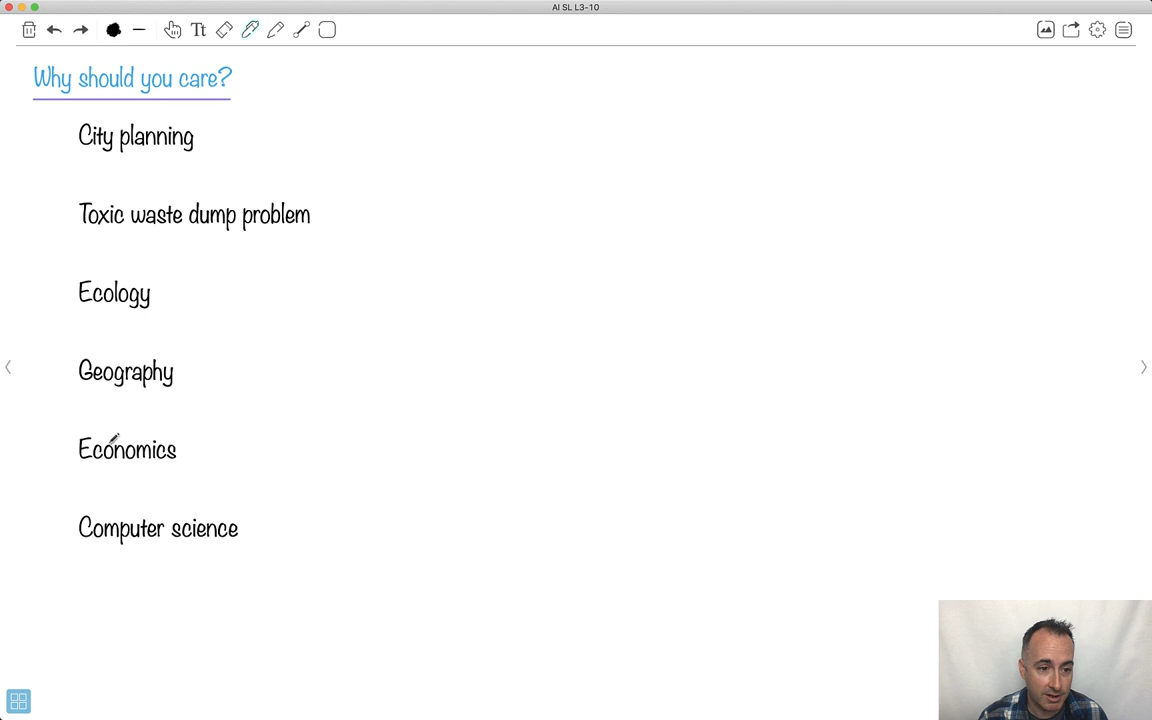 AI SL L3-10
Tt
Why should you care?
City planning
Toxic waste dump problem
Ecology
Geography
Economics
Computer science